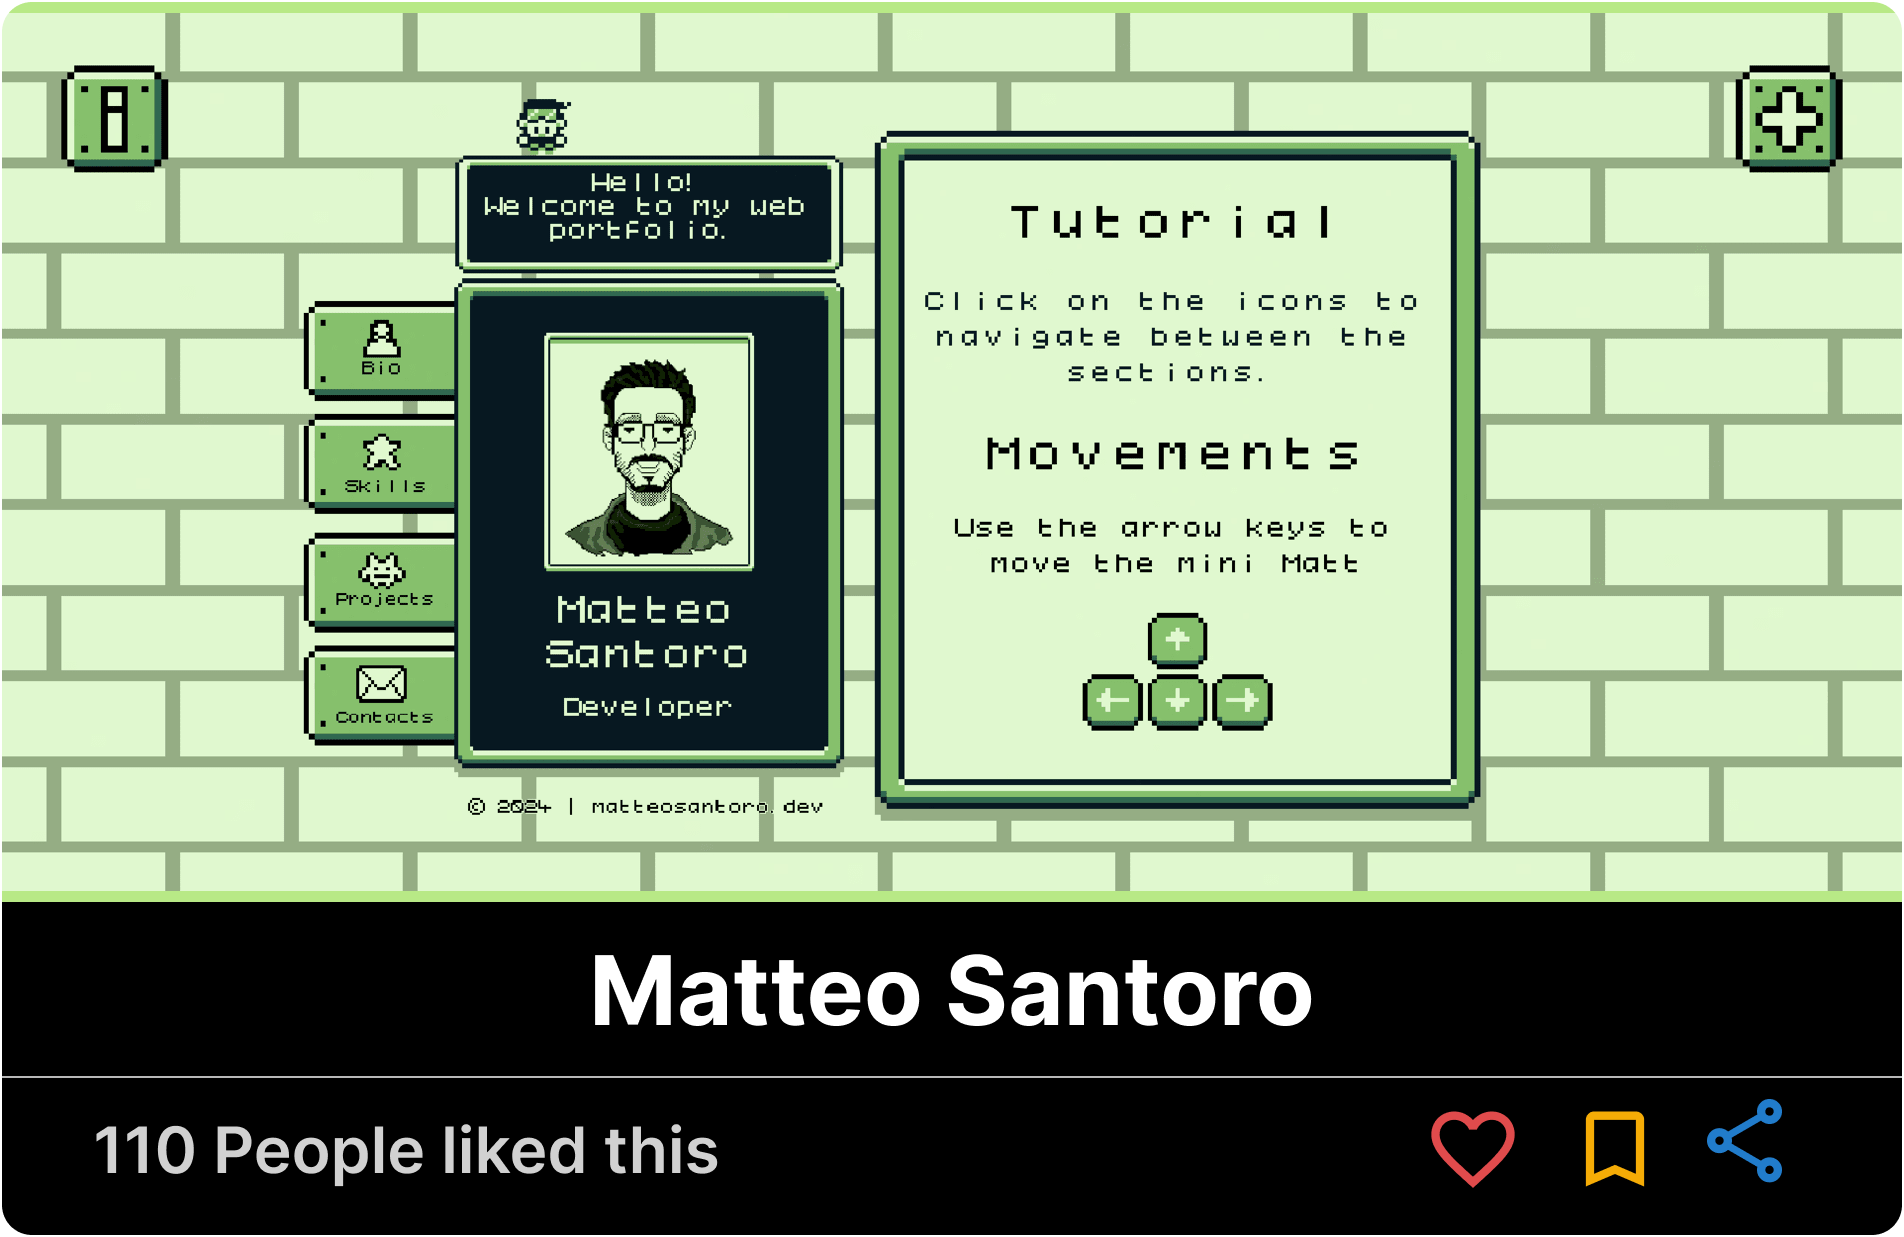 Hello!
Welcome to my web
portfolio.
Bio
Skills
Projects
Contacts
Matteo
Santoro
Developer
© 2024 | matteosantoro.dev
Tutorial
Click on the icons to
navigate between the
sections.
Movements
Use the arrow keys to
move the mini Matt
Matteo Santoro
110 People liked this